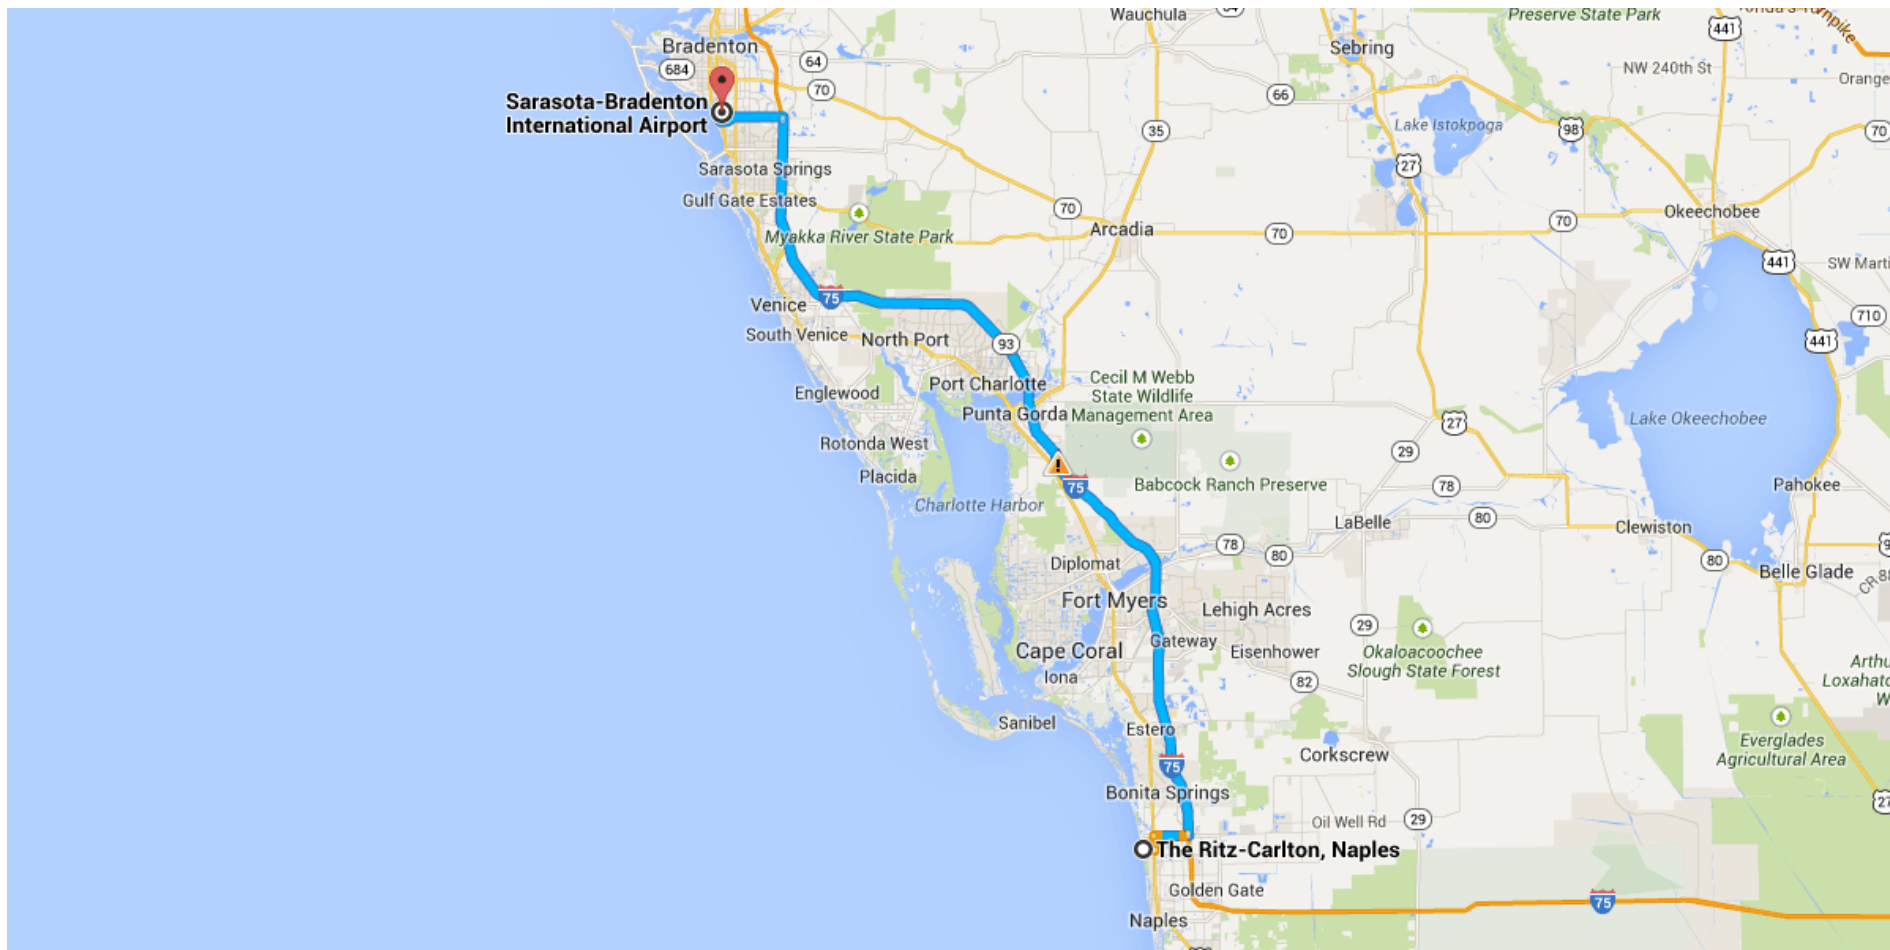 Wauchula
Preserve State Park
441
Bradenton
684
64
Sebring
NW 240th St
Orange
70
66
Sarasota-Bradenton
International Airport
35
Lake Istokpoga
98
70
27
Sarasota Springs
Gulf Gate Estates
70
Arcadia
70
70
Okeechobee
Myakka River State Park
441
SW Marti
Venice
75
South Venice
North Port
93
710
441
Port Charlotte
Cecil M Webb
State Wildlife
Management Area
Englewood
Punta Gorda
Lake Okeechobee
27
Rotonda West
29
Placida
75
Babcock Ranch Preserve
78
Pahokee
Charlotte Harbor
LaBelle
80
Clewiston
Diplomat
78
80
80
Belle Glade
Fort Myers
Lehigh Acres
29
Gateway
Cape Coral
Eisenhower
Okaloacoochee
Slough State Forest
Iona
82
Sanibel
Estero
Everglades
Agricultural Area
Corkscrew
75
Bonita Springs
Oil Well Rd
29
The Ritz-Carlton, Naples
Golden Gate
75
Naples